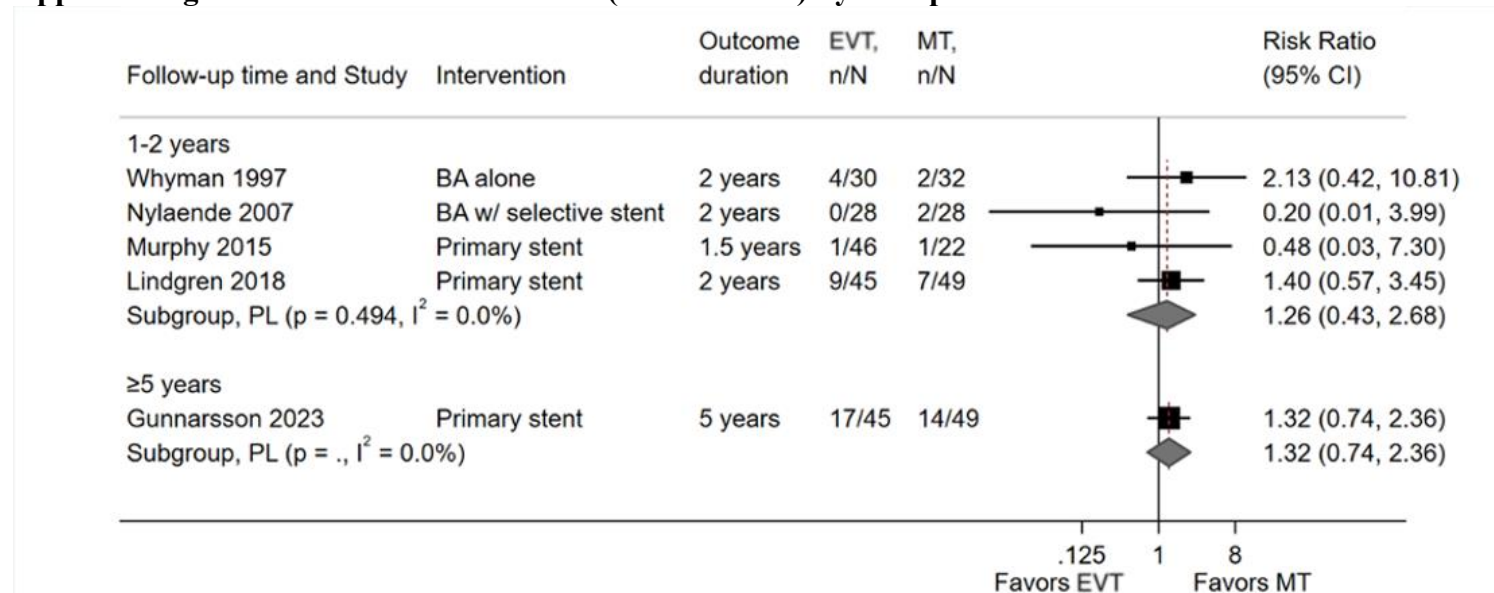 Outcome EVT, MT, Risk Ratio
Follow-up time and Study Intervention duration n/N n/N (95% CI)
1-2 years
Whyman 1997 BA alone 2 years 4/30 2/32 2.13 (0.42, 10.81)
Nylaende 2007 BA w/ selective stent 2 years 0/28 2/28 0.20 (0.01, 3.99)
Murphy 2015 Primary stent 1.5 years 1/46 1/22 0.48 (0.03, 7.30)
Lindgren 2018 Primary stent 2 years 9/45 7/49 1.40 (0.57, 3.45)
Subgroup, PL (p = 0.494, I² = 0.0%) 1.26 (0.43, 2.68)
≥5 years
Gunnarsson 2023 Primary stent 5 years 17/45 14/49 1.32 (0.74, 2.36)
Subgroup, PL (p = ., I² = 0.0%) 1.32 (0.74, 2.36)
.125 1 8
Favors EVT Favors MT